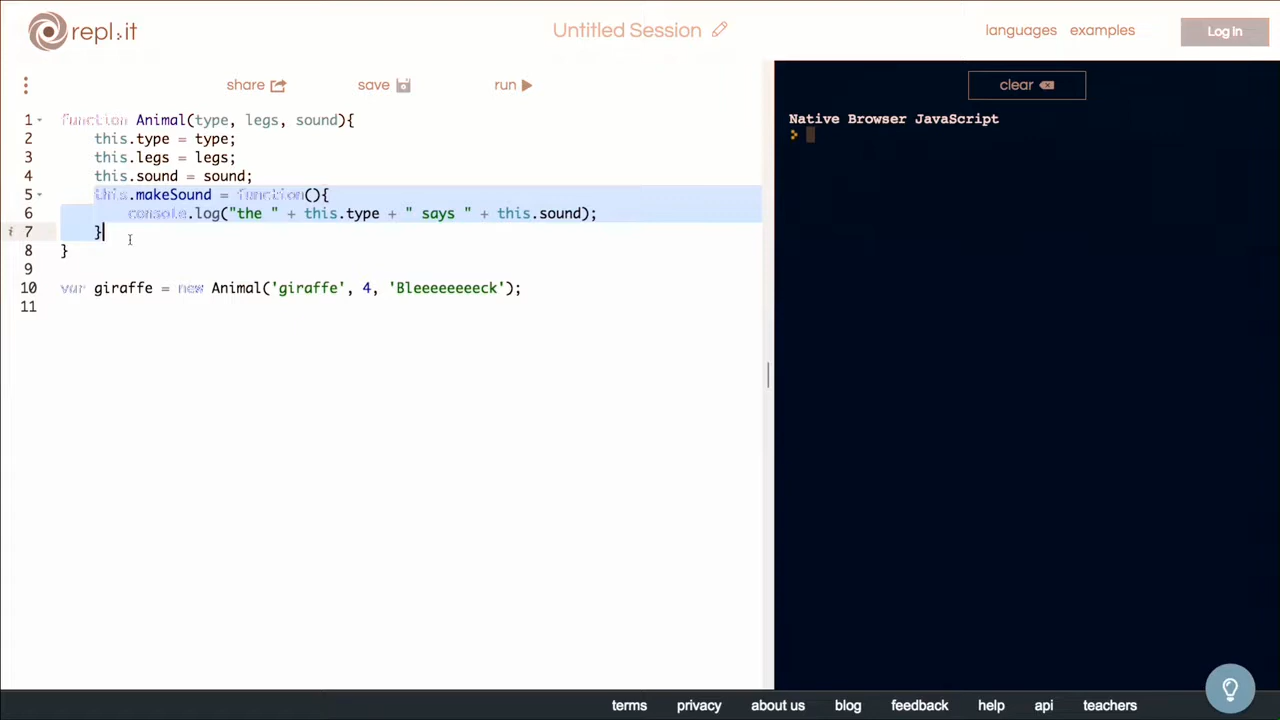 repl.it
Untitled Session
languages examples Log in
share save run
clear
1 function Animal(type, legs, sound){
2 this.type = type;
3 this.legs = legs;
4 this.sound = sound;
5 this.makeSound = function(){
6 console.log("the " + this.type + " says " + this.sound);
7 }
8 }
9
10 var giraffe = new Animal('giraffe', 4, 'Bleeeeeeeeck');
11
Native Browser JavaScript
>
terms privacy about us blog feedback help api teachers